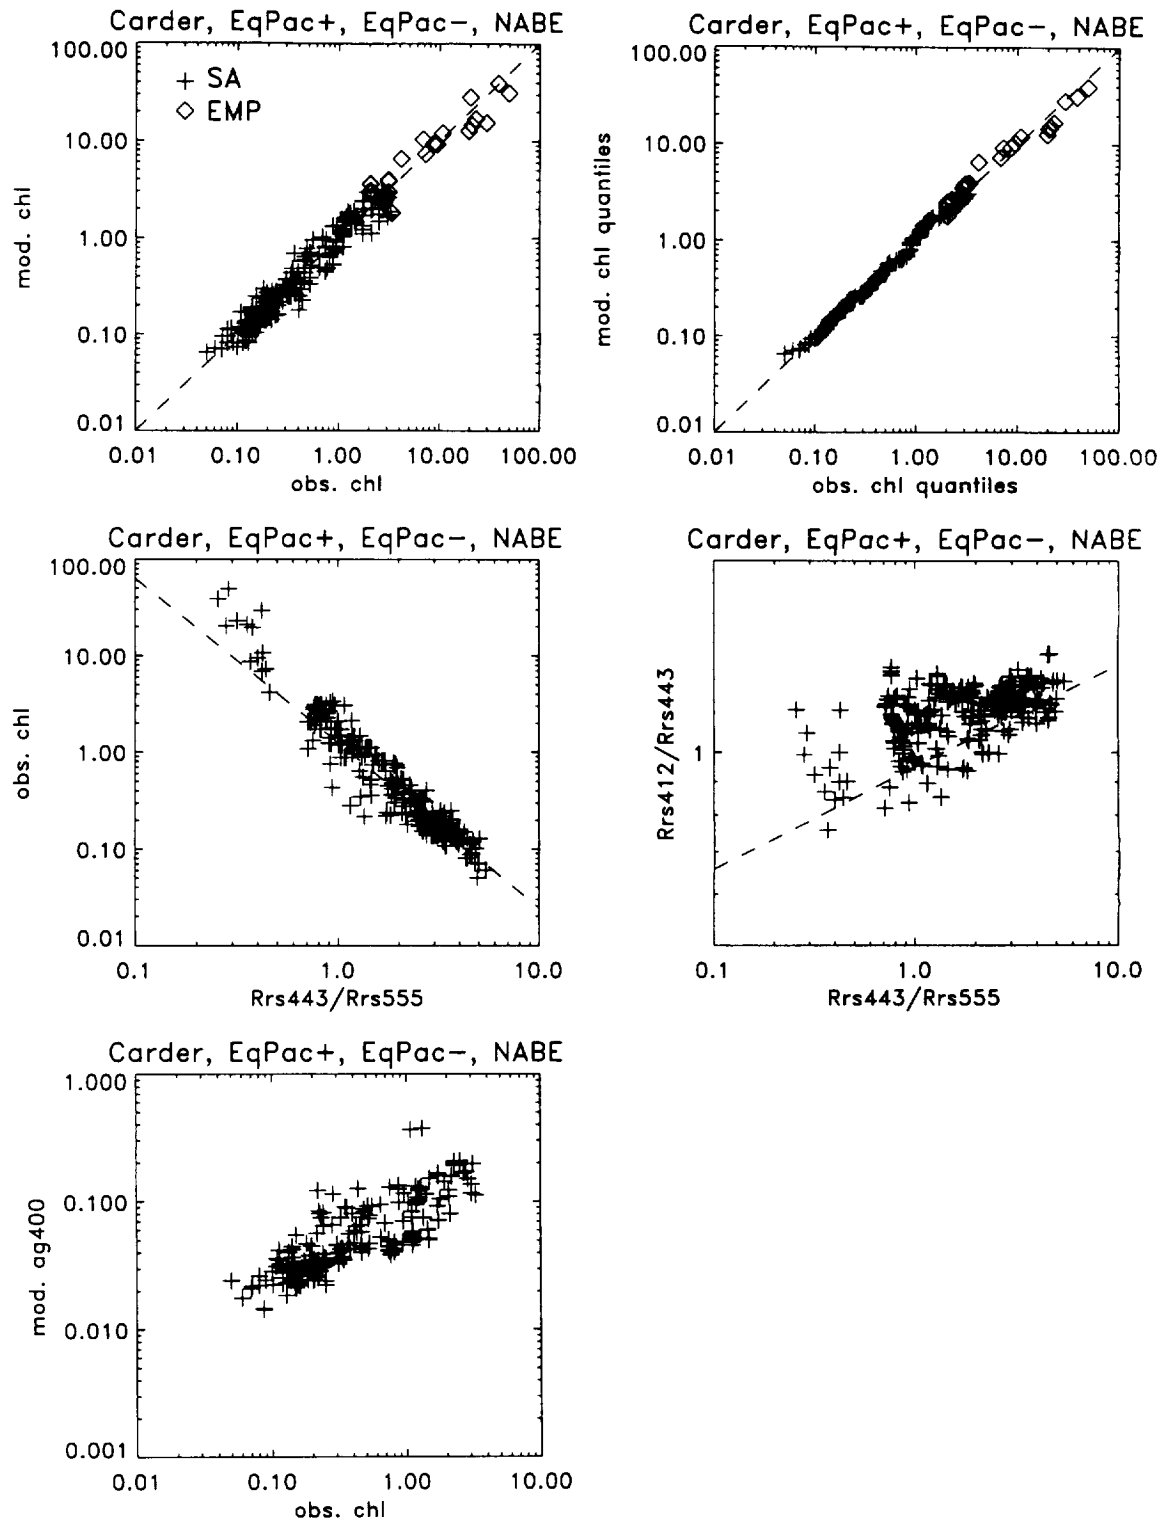 Carder, EqPac+, EqPac−, NABE
100.00
10.00
1.00
0.10
0.01
mod. chl
+ SA
◇ EMP
0.01 0.10 1.00 10.00 100.00
obs. chl
Carder, EqPac+, EqPac−, NABE
100.00
10.00
1.00
0.10
0.01
mod. chl quantiles
0.01 0.10 1.00 10.00 100.00
obs. chl quantiles
Carder, EqPac+, EqPac−, NABE
100.00
10.00
1.00
0.10
0.01
obs. chl
0.1 1.0 10.0
Rrs443/Rrs555
Carder, EqPac+, EqPac−, NABE
1
Rrs412/Rrs443
0.1 1.0 10.0
Rrs443/Rrs555
Carder, EqPac+, EqPac−, NABE
1.000
0.100
0.010
0.001
mod. ag400
0.01 0.10 1.00 10.00
obs. chl